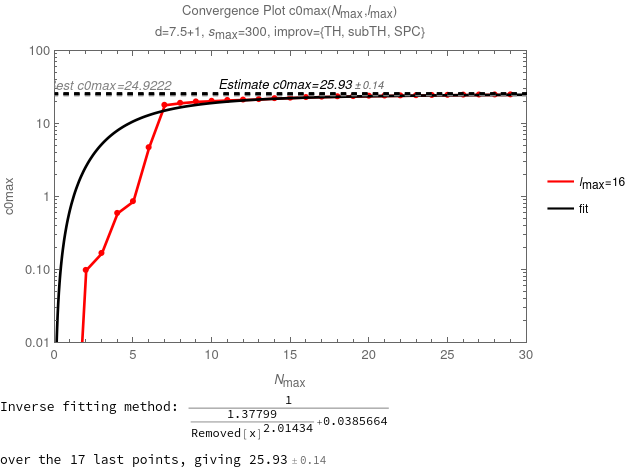 Convergence Plot c0max(Nmax,lmax)
d=7.5+1, smax=300, improv={TH, subTH, SPC}
100
est c0max=24.9222
Estimate c0max=25.93±0.14
10
c0max
1
0.10
0.01
0 5 10 15 20 25 30
Nmax
lmax=16
fit
Inverse fitting method:
1
1.37799
Removed[x]2.01434
+0.0385664
over the 17 last points, giving 25.93±0.14